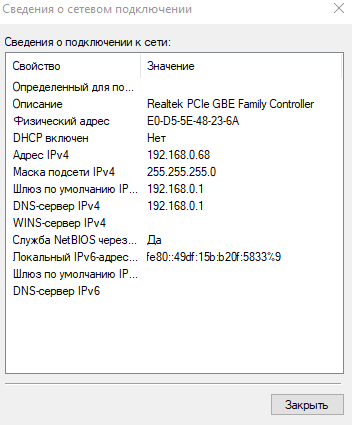 Сведения о сетевом подключении
Сведения о подключении к сети:
Свойство Значение
Определенный для по...
Описание Realtek PCIe GBE Family Controller
Физический адрес E0-D5-5E-48-23-6A
DHCP включен Нет
Адрес IPv4 192.168.0.68
Маска подсети IPv4 255.255.255.0
Шлюз по умолчанию IP... 192.168.0.1
DNS-сервер IPv4 192.168.0.1
WINS-сервер IPv4
Служба NetBIOS через... Да
Локальный IPv6-адрес... fe80::49df:15b:b20f:5833%9
Шлюз по умолчанию IP...
DNS-сервер IPv6
Закрыть